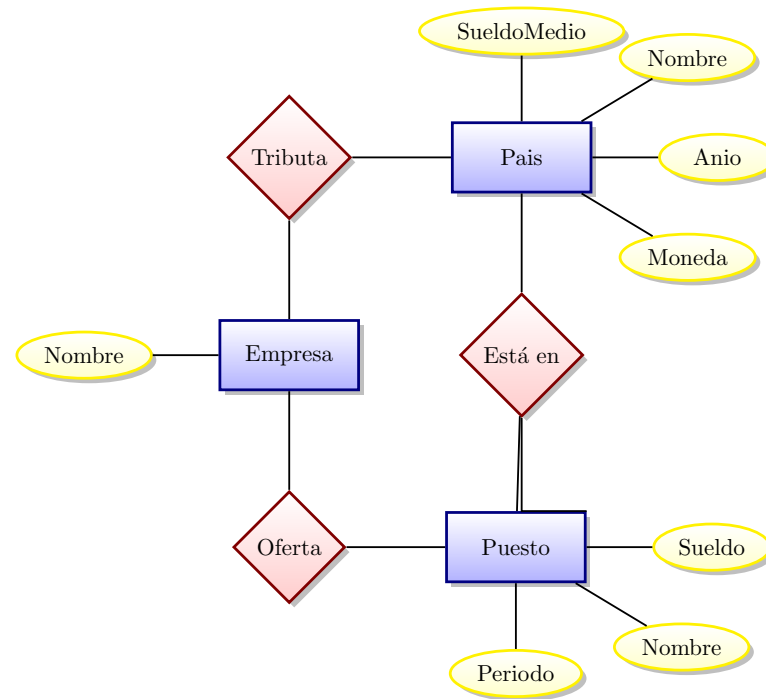 SueldoMedio
Nombre
Tributa
Pais
Anio
Moneda
Nombre
Empresa
Está en
Oferta
Puesto
Sueldo
Nombre
Periodo